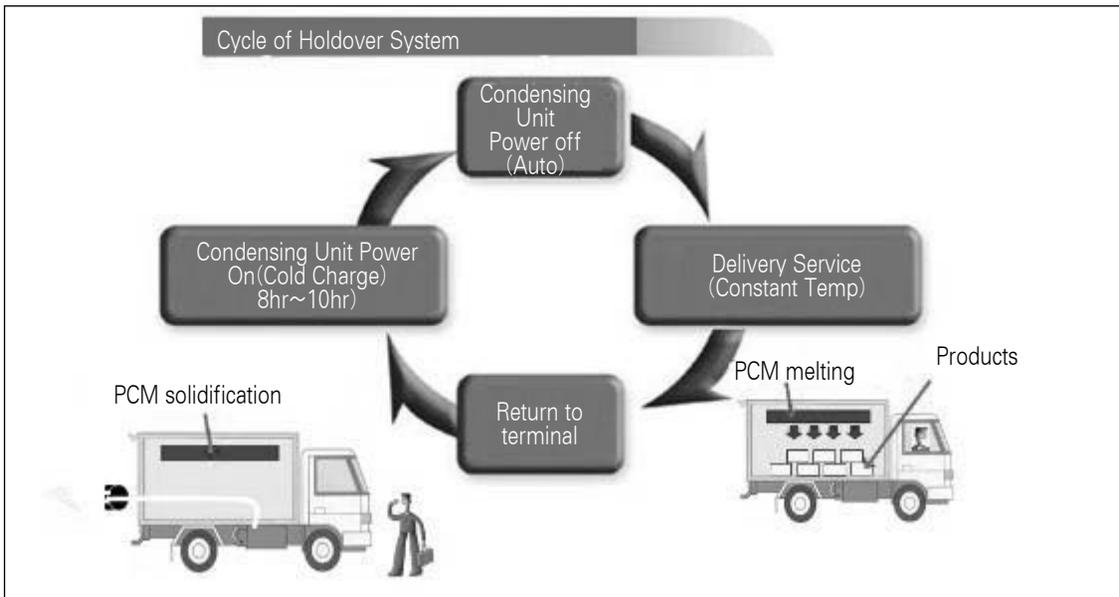 Cycle of Holdover System
Condensing
Unit
Power off
(Auto)
Condensing Unit Power
On(Cold Charge)
8hr~10hr)
Delivery Service
(Constant Temp)
Return to
terminal
PCM solidification
PCM melting
Products